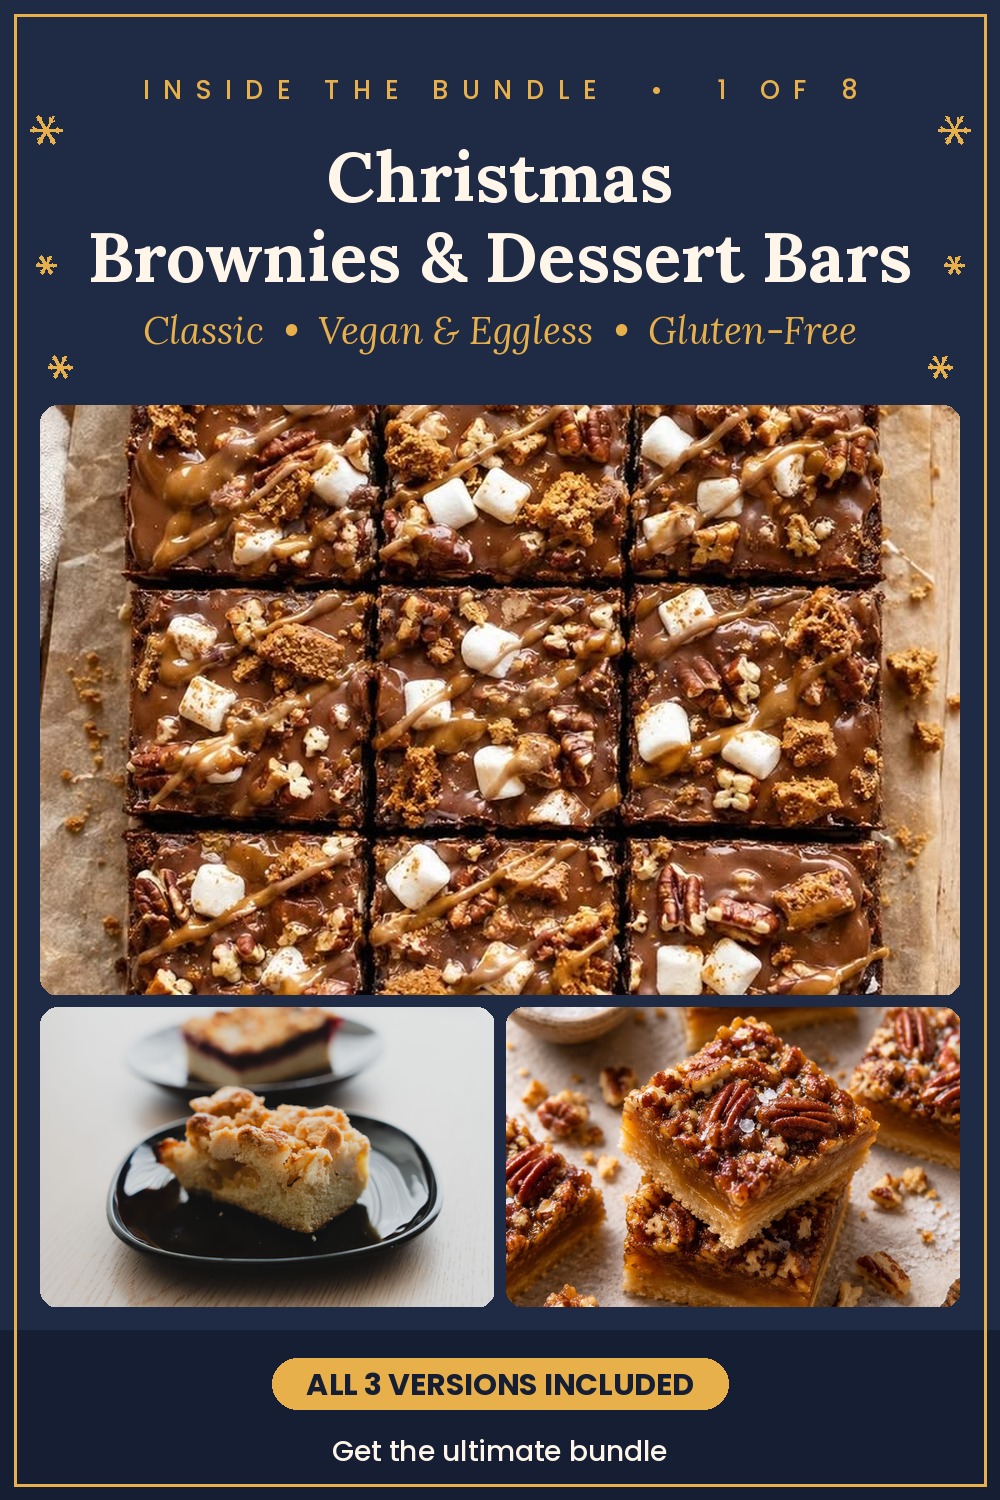 INSIDE THE BUNDLE • 1 OF 8
Christmas
Brownies & Dessert Bars
Classic • Vegan & Eggless • Gluten-Free
ALL 3 VERSIONS INCLUDED
Get the ultimate bundle